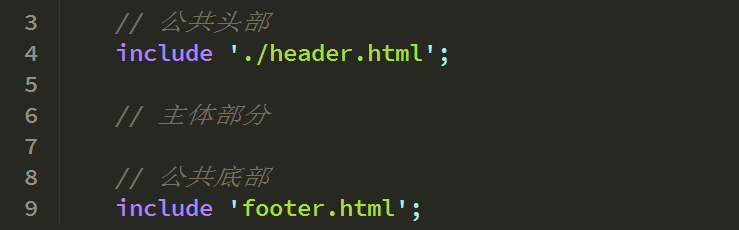 3 // 公共头部
4 include './header.html';
5
6 // 主体部分
7
8 // 公共底部
9 include 'footer.html';